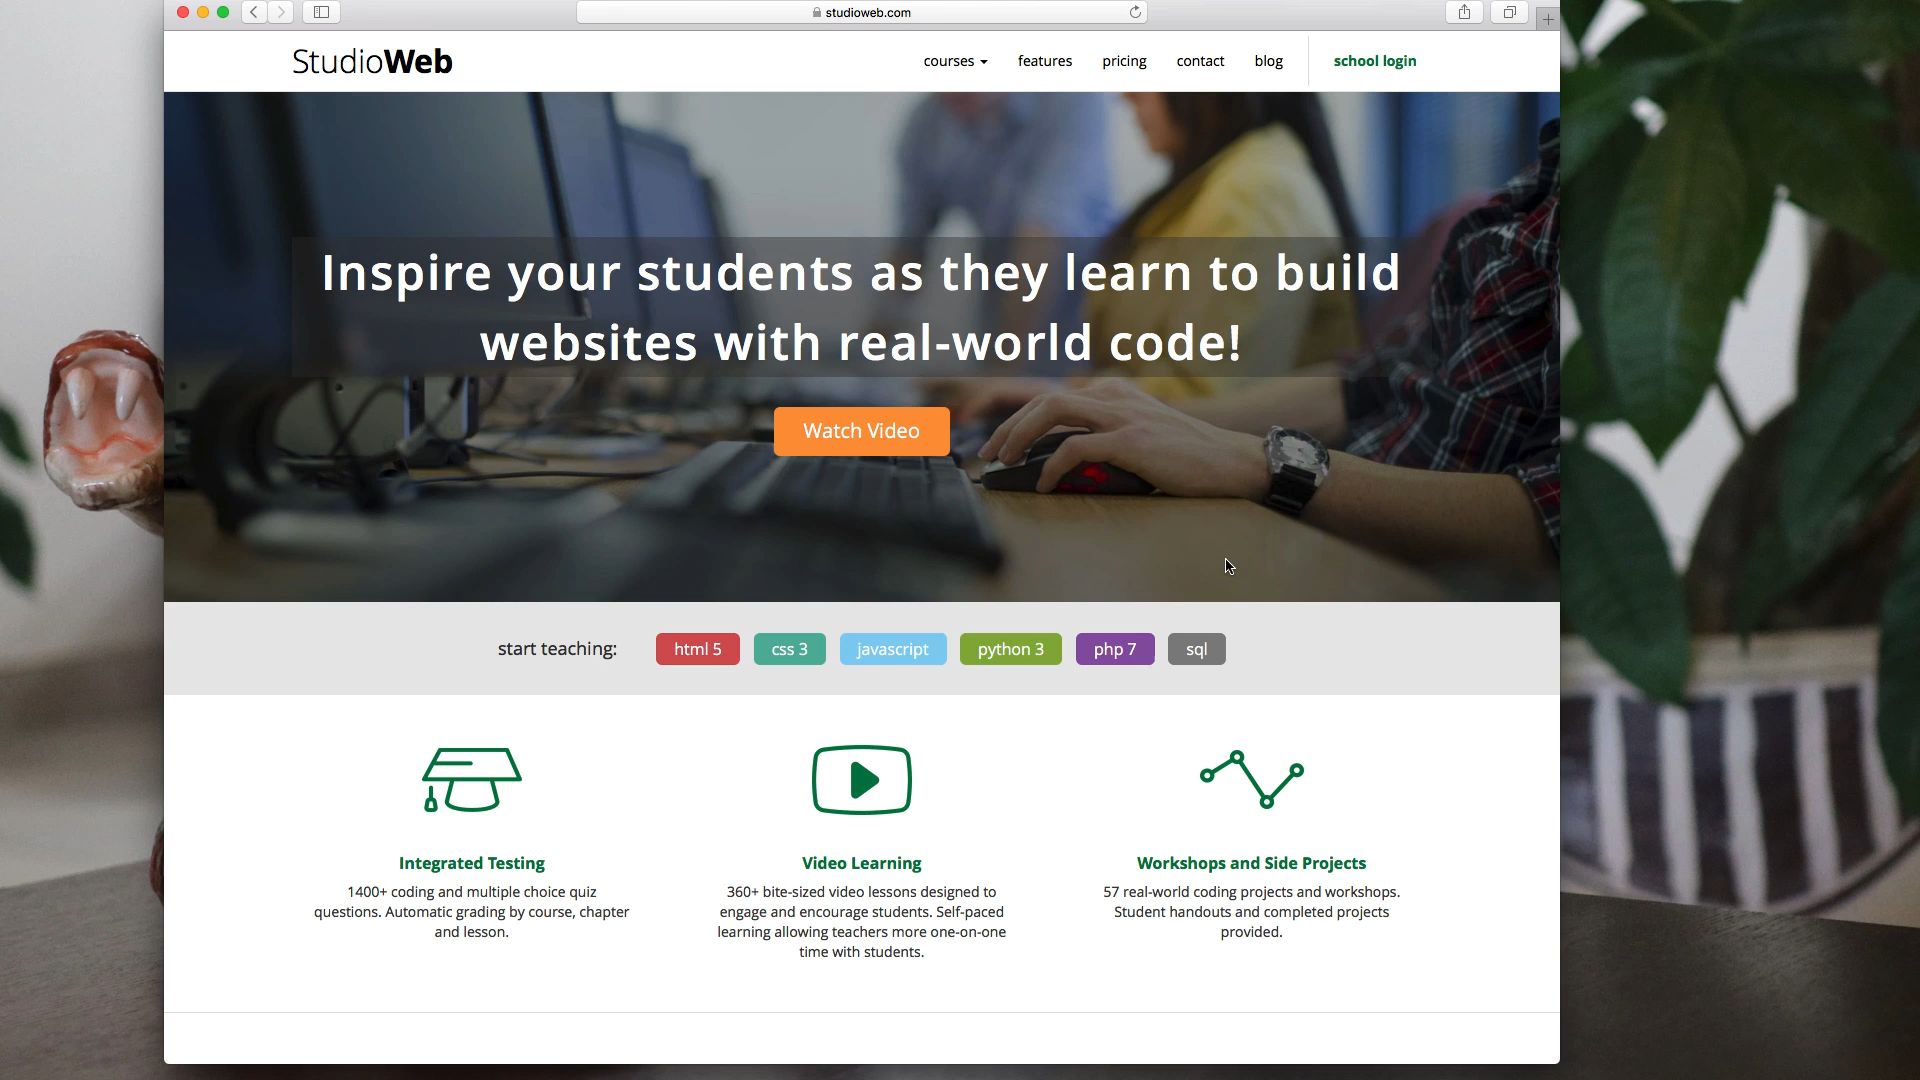 studioweb.com
StudioWeb
courses features pricing contact blog school login
Inspire your students as they learn to build
websites with real-world code!
Watch Video
start teaching: html 5 css 3 javascript python 3 php 7 sql
Integrated Testing
1400+ coding and multiple choice quiz
questions. Automatic grading by course, chapter
and lesson.
Video Learning
360+ bite-sized video lessons designed to
engage and encourage students. Self-paced
learning allowing teachers more one-on-one
time with students.
Workshops and Side Projects
57 real-world coding projects and workshops.
Student handouts and completed projects
provided.